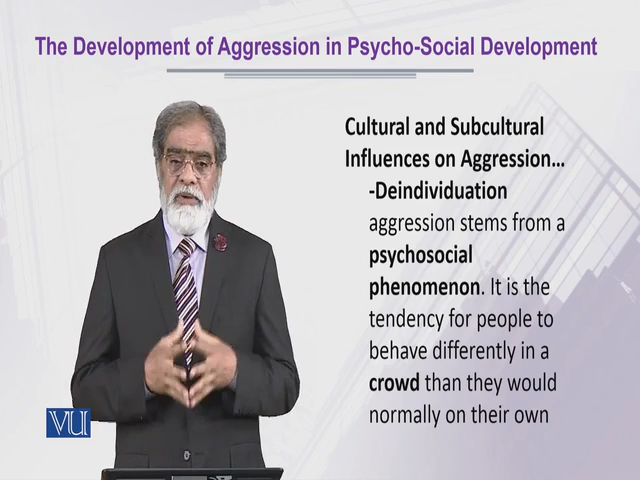 The Development of Aggression in Psycho-Social Development
Cultural and Subcultural
Influences on Aggression...
-Deindividuation
aggression stems from a
psychosocial
phenomenon. It is the
tendency for people to
behave differently in a
crowd than they would
normally on their own
VU